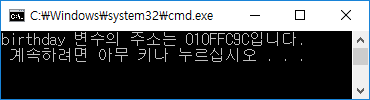 C:\Windows\system32\cmd.exe
birthday 변수의 주소는 010FFC9C입니다.
계속하려면 아무 키나 누르십시오 . . .